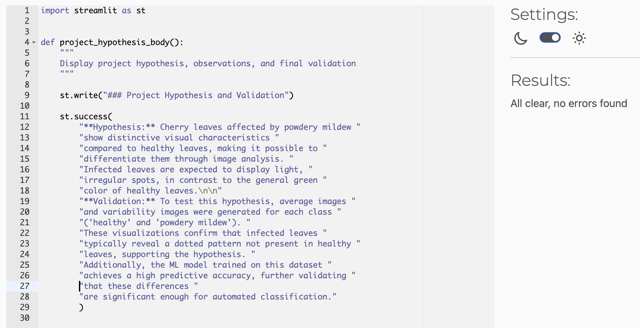 1 import streamlit as st
2
3
4 def project_hypothesis_body():
5 """
6 Display project hypothesis, observations, and final validation
7 """
8
9 st.write("### Project Hypothesis and Validation")
10
11 st.success(
12 "**Hypothesis:** Cherry leaves affected by powdery mildew "
13 "show distinctive visual characteristics "
14 "compared to healthy leaves, making it possible to "
15 "differentiate them through image analysis. "
16 "Infected leaves are expected to display light, "
17 "irregular spots, in contrast to the general green "
18 "color of healthy leaves.\n\n"
19 "**Validation:** To test this hypothesis, average images "
20 "and variability images were generated for each class "
21 "('healthy' and 'powdery mildew'). "
22 "These visualizations confirm that infected leaves "
23 "typically reveal a dotted pattern not present in healthy "
24 "leaves, supporting the hypothesis. "
25 "Additionally, the ML model trained on this dataset "
26 "achieves a high predictive accuracy, further validating "
27 "that these differences "
28 "are significant enough for automated classification."
29 )
30
Settings:
Results:
All clear, no errors found